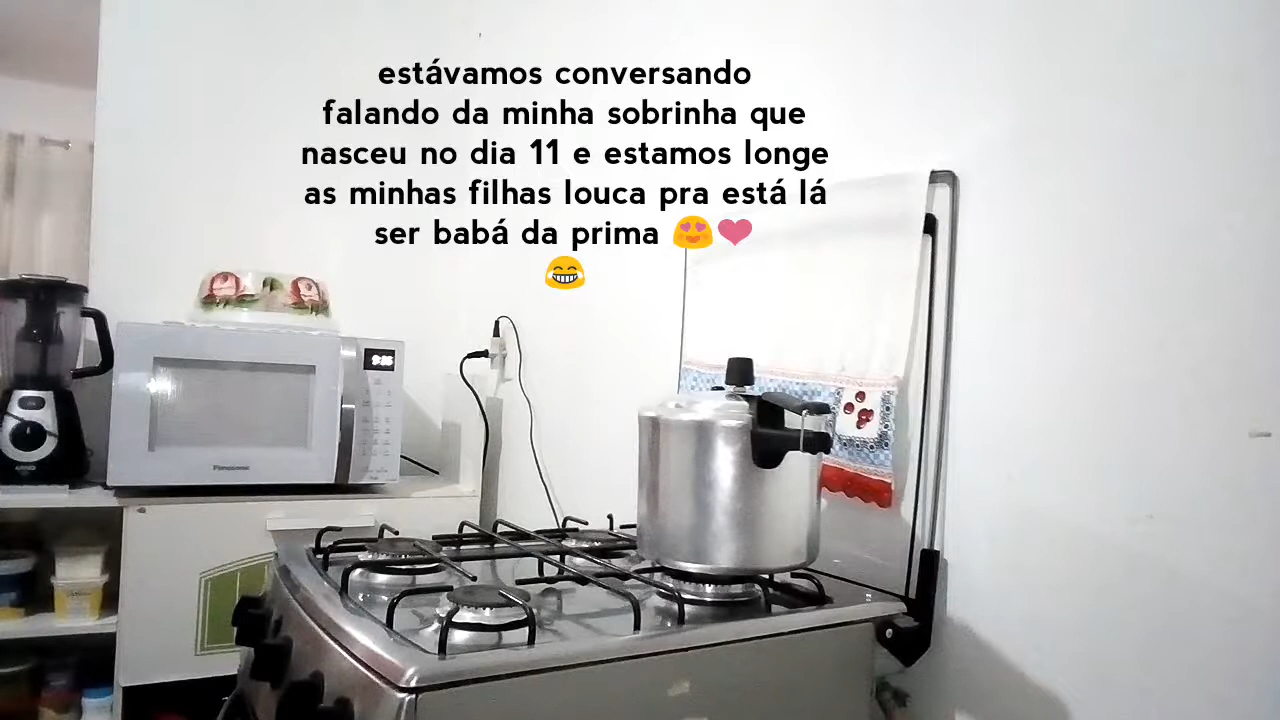 estávamos conversando
falando da minha sobrinha que
nasceu no dia 11 e estamos longe
as minhas filhas louca pra está lá
ser babá da prima 😍❤
😂
Panasonic